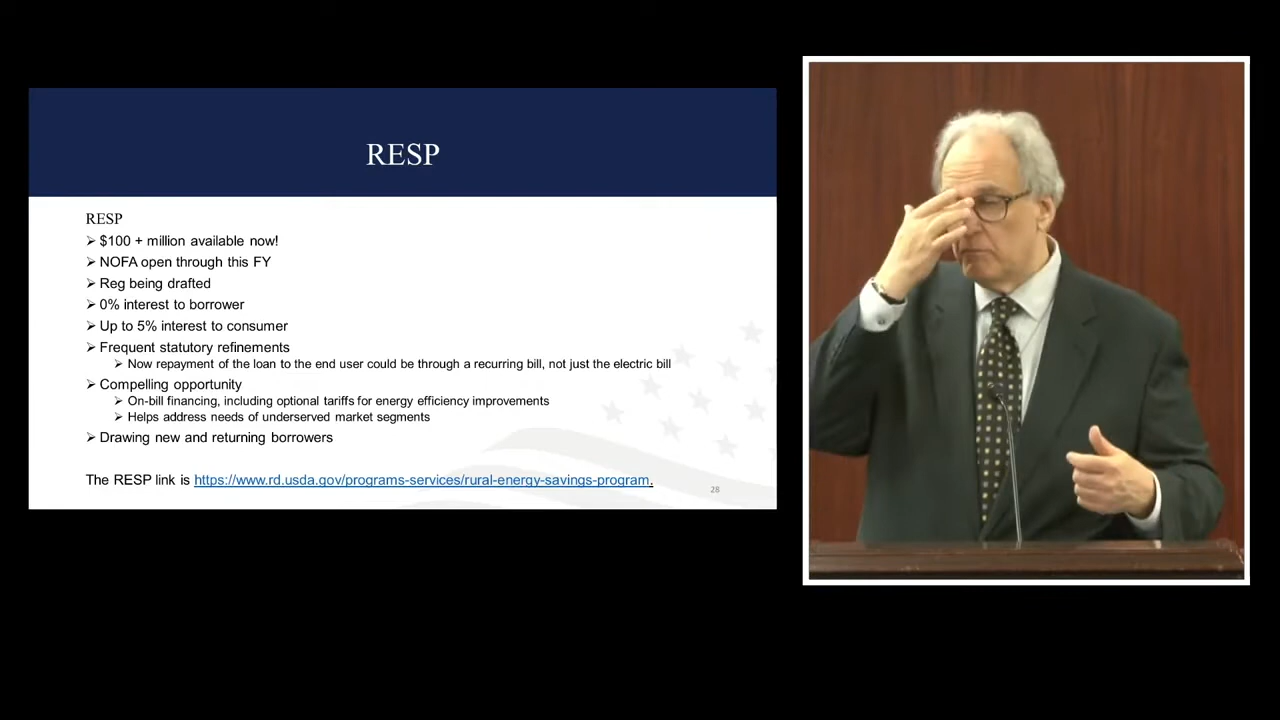 RESP
RESP
➢ $100 + million available now!
➢ NOFA open through this FY
➢ Reg being drafted
➢ 0% interest to borrower
➢ Up to 5% interest to consumer
➢ Frequent statutory refinements
➢ Now repayment of the loan to the end user could be through a recurring bill, not just the electric bill
➢ Compelling opportunity
➢ On-bill financing, including optional tariffs for energy efficiency improvements
➢ Helps address needs of underserved market segments
➢ Drawing new and returning borrowers
The RESP link is https://www.rd.usda.gov/programs-services/rural-energy-savings-program.
28